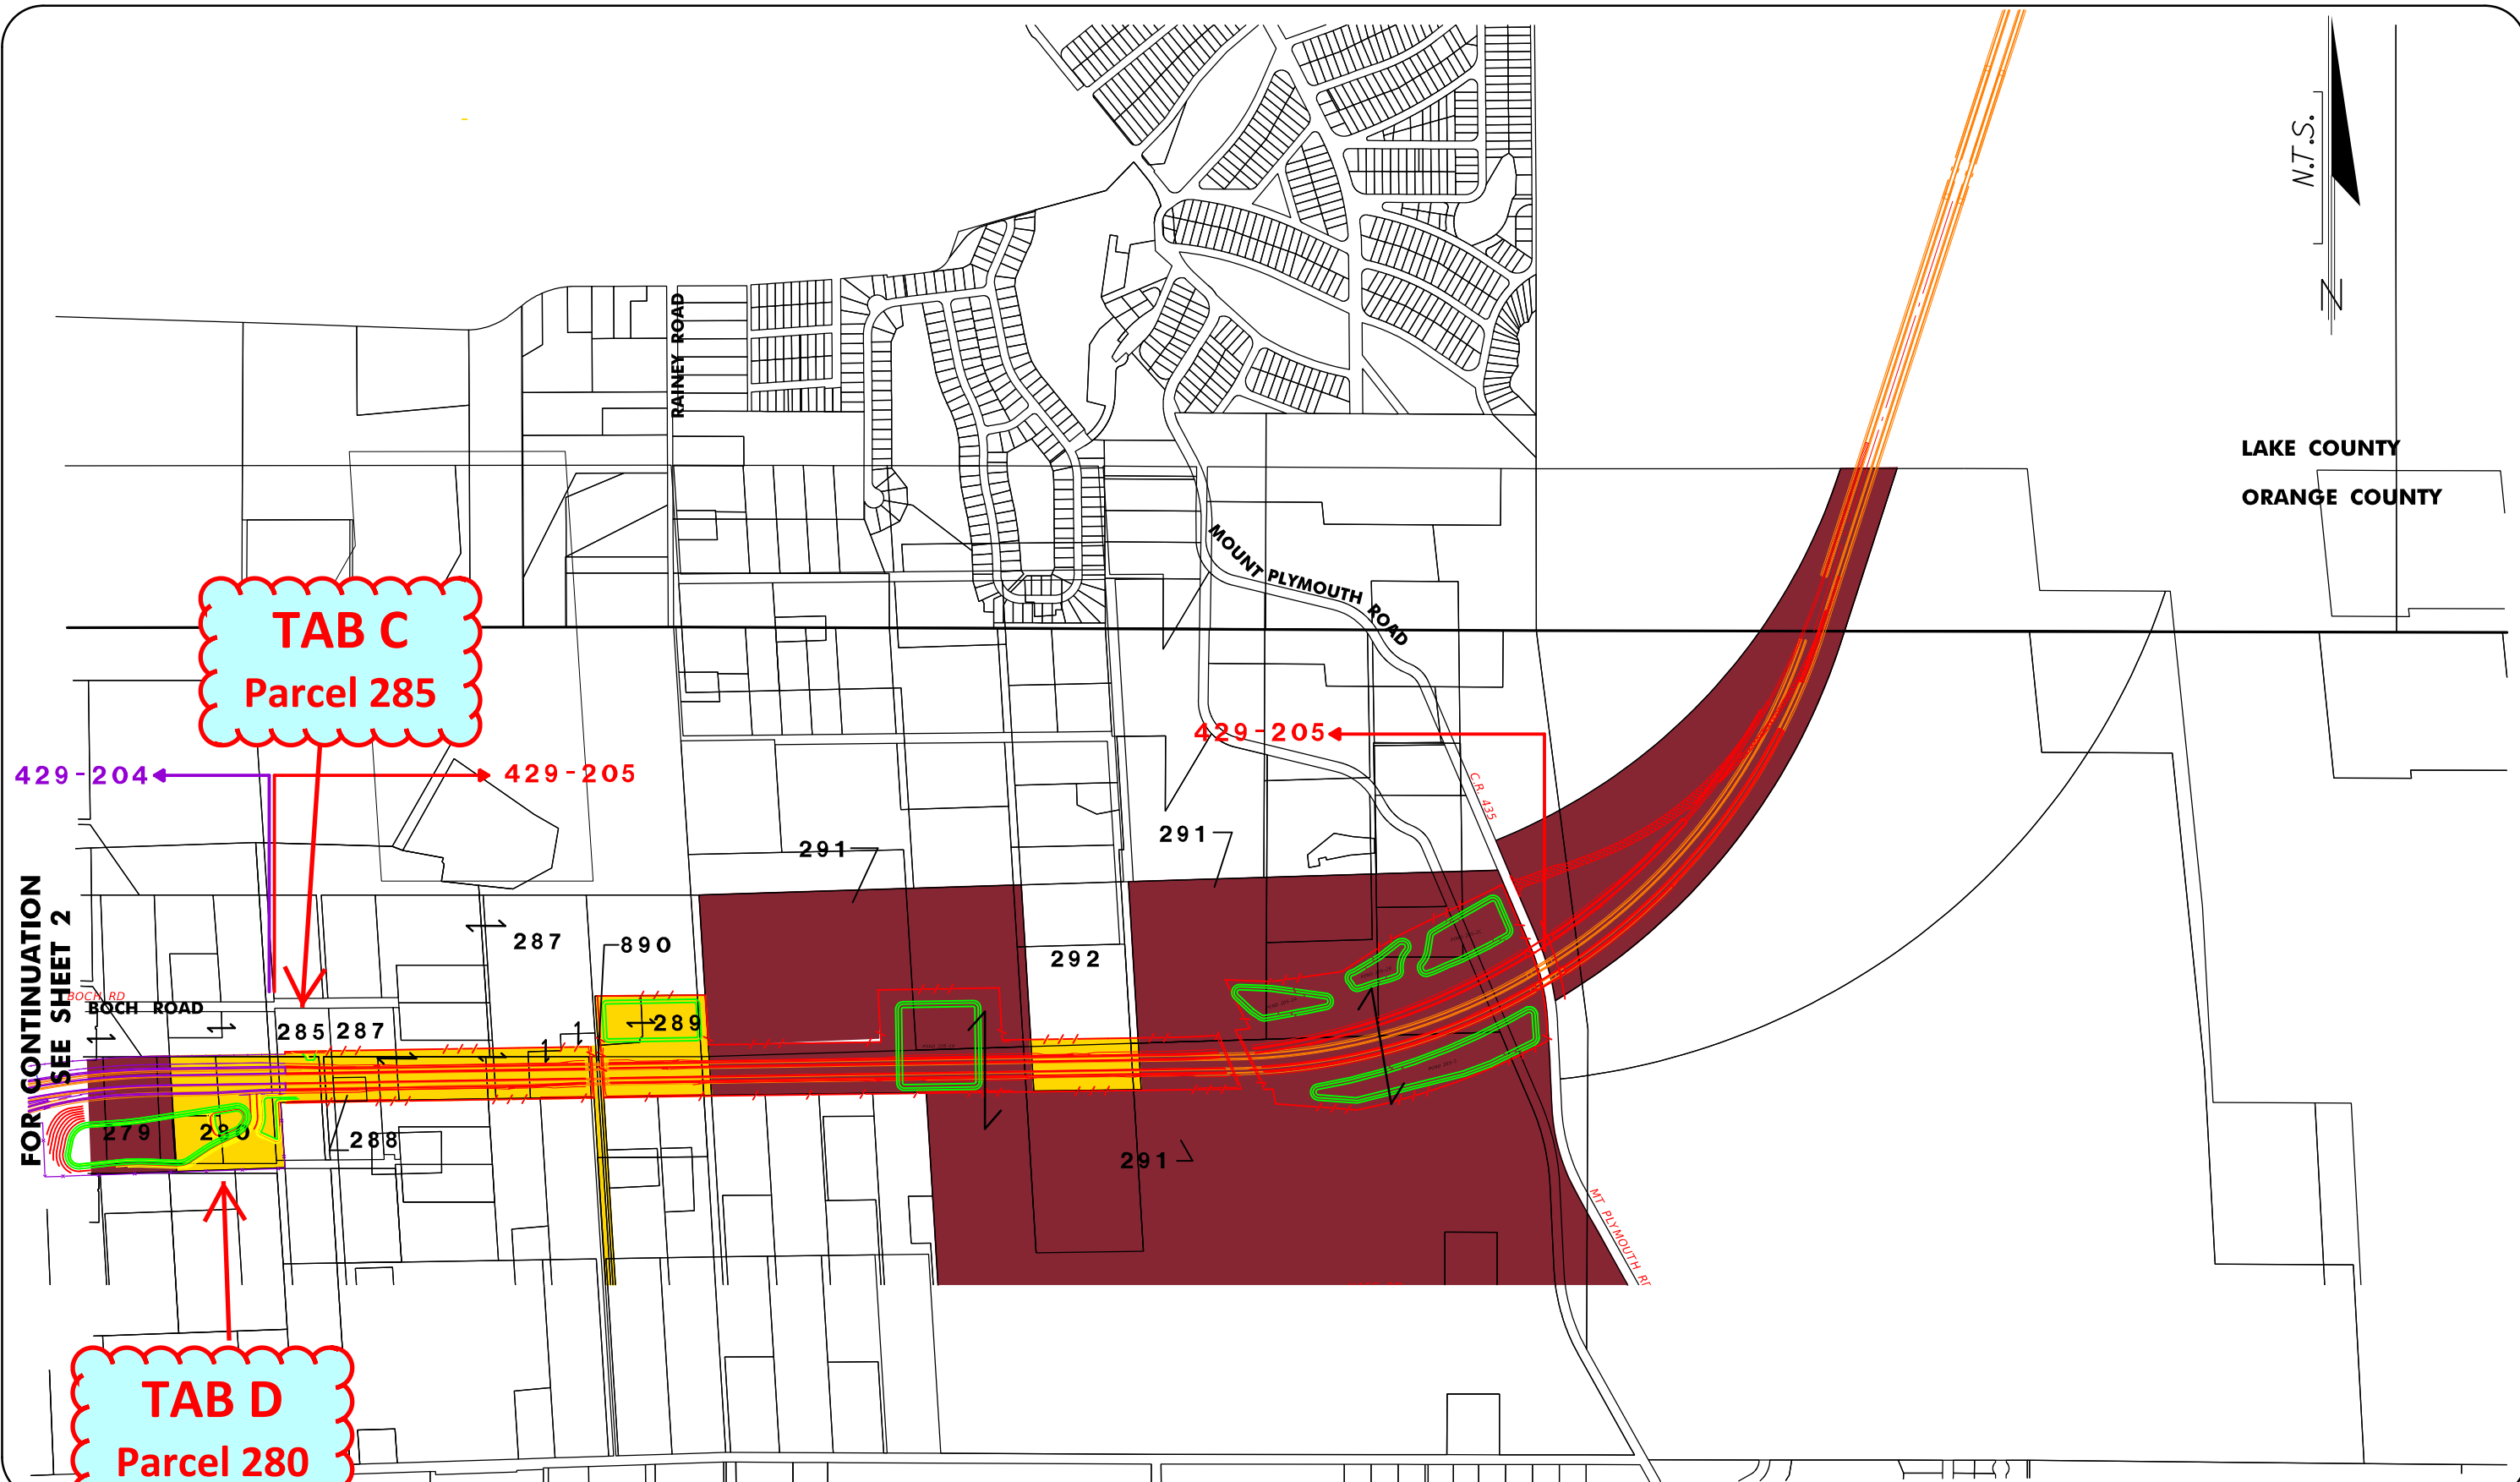 N.T.S.
N
RAINEY ROAD
LAKE COUNTY
ORANGE COUNTY
MOUNT PLYMOUTH ROAD
TAB C
Parcel 285
429-204
429-205
429-205
C.R. 435
291
291
FOR CONTINUATION
SEE SHEET 2
287
890
292
BOCH RD
BOCH ROAD
285
287
289
279
280
288
291
MT PLYMOUTH RD
TAB D
Parcel 280